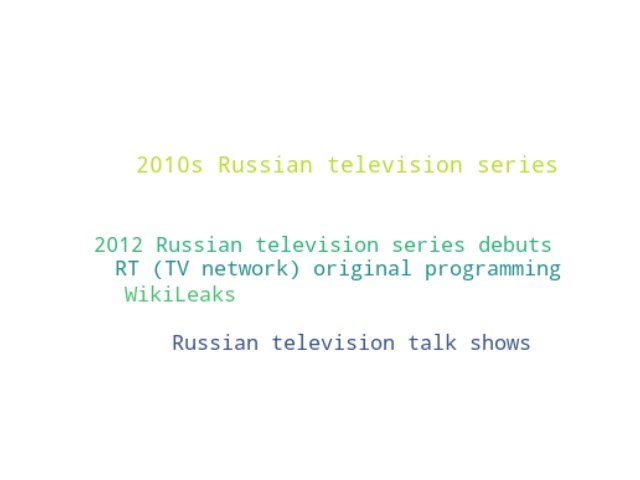 2010s Russian television series
2012 Russian television series debuts
RT (TV network) original programming
WikiLeaks
Russian television talk shows